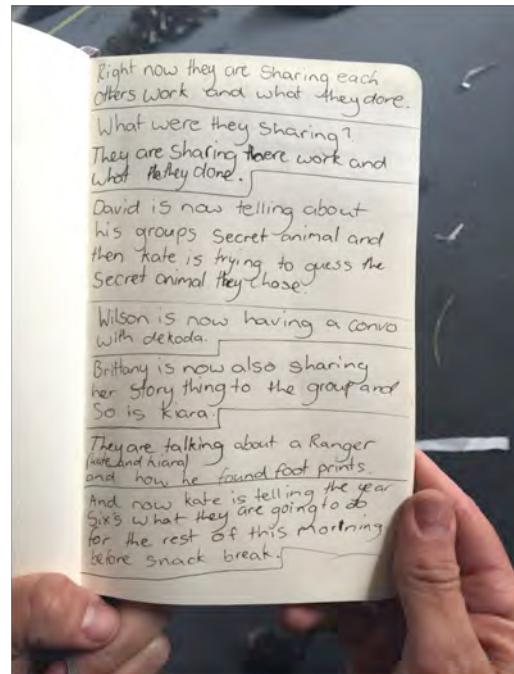 Right now they are sharing each
others work and what they done.
What were they sharing?
They are sharing there work and
what they done.
David is now telling about
his groups secret animal and
then kate is trying to guess the
Secret animal they chose.
Wilson is now having a convo
with dekoda.
Brittany is now also sharing
her story thing to the group and
So is kiara.
They are talking about a Ranger
(kate and kiara)
and how he found foot prints.
And now kate is telling the year
Six's what they are going to do
for the rest of this morning
before snack break.